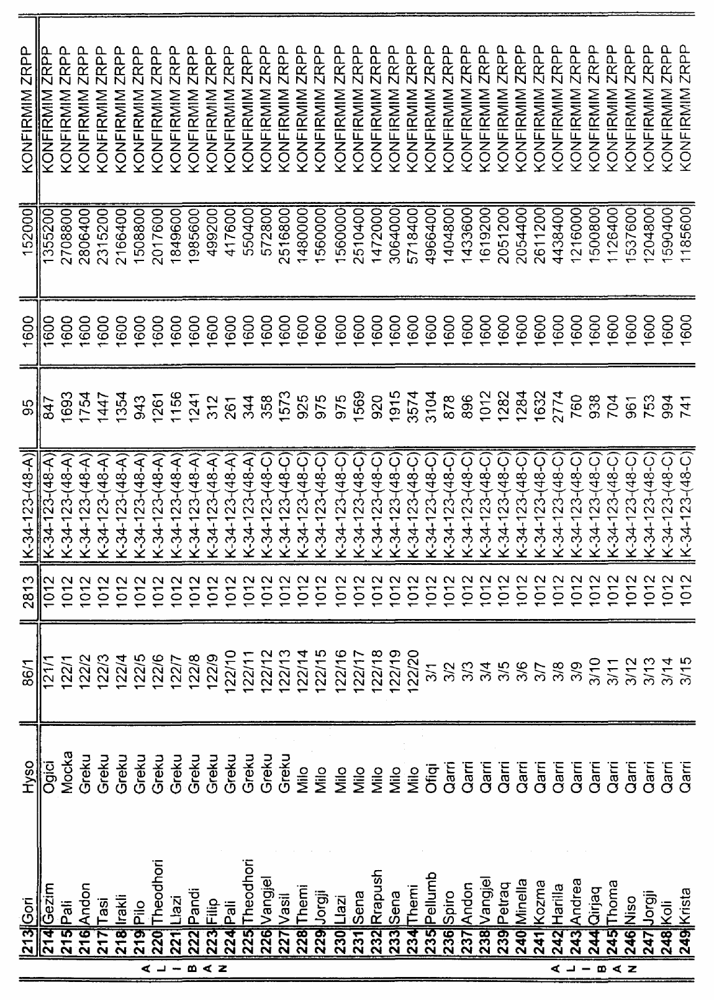 213 Gori Hyso 86/1 2813 K-34-123-(48-A) 95 1600 152000 KONFIRMIM ZRPP
214 Gezim Ogici 121/1 1012 K-34-123-(48-A) 847 1600 1355200 KONFIRMIM ZRPP
215 Pali Mocka 122/1 1012 K-34-123-(48-A) 1693 1600 2708800 KONFIRMIM ZRPP
216 Andon Greku 122/2 1012 K-34-123-(48-A) 1754 1600 2806400 KONFIRMIM ZRPP
217 Tasi Greku 122/3 1012 K-34-123-(48-A) 1447 1600 2315200 KONFIRMIM ZRPP
218 Irakli Greku 122/4 1012 K-34-123-(48-A) 1354 1600 2166400 KONFIRMIM ZRPP
219 Pilo Greku 122/5 1012 K-34-123-(48-A) 943 1600 1508800 KONFIRMIM ZRPP
220 Theodhori Greku 122/6 1012 K-34-123-(48-A) 1261 1600 2017600 KONFIRMIM ZRPP
221 Llazi Greku 122/7 1012 K-34-123-(48-A) 1156 1600 1849600 KONFIRMIM ZRPP
222 Pandi Greku 122/8 1012 K-34-123-(48-A) 1241 1600 1985600 KONFIRMIM ZRPP
223 Filip Greku 122/9 1012 K-34-123-(48-A) 312 1600 499200 KONFIRMIM ZRPP
224 Pali Greku 122/10 1012 K-34-123-(48-A) 261 1600 417600 KONFIRMIM ZRPP
225 Theodhori Greku 122/11 1012 K-34-123-(48-A) 344 1600 550400 KONFIRMIM ZRPP
226 Vangjel Greku 122/12 1012 K-34-123-(48-C) 358 1600 572800 KONFIRMIM ZRPP
227 Vasil Greku 122/13 1012 K-34-123-(48-C) 1573 1600 2516800 KONFIRMIM ZRPP
228 Themi Milo 122/14 1012 K-34-123-(48-C) 925 1600 1480000 KONFIRMIM ZRPP
229 Jorgji Milo 122/15 1012 K-34-123-(48-C) 975 1600 1560000 KONFIRMIM ZRPP
230 Llazi Milo 122/16 1012 K-34-123-(48-C) 975 1600 1560000 KONFIRMIM ZRPP
231 Sena Milo 122/17 1012 K-34-123-(48-C) 1569 1600 2510400 KONFIRMIM ZRPP
232 Rrapush Milo 122/18 1012 K-34-123-(48-C) 920 1600 1472000 KONFIRMIM ZRPP
233 Sena Milo 122/19 1012 K-34-123-(48-C) 1915 1600 3064000 KONFIRMIM ZRPP
234 Themi Milo 122/20 1012 K-34-123-(48-C) 3574 1600 5718400 KONFIRMIM ZRPP
235 Pellumb Ofiqi 3/1 1012 K-34-123-(48-C) 3104 1600 4966400 KONFIRMIM ZRPP
236 Spiro Qarri 3/2 1012 K-34-123-(48-C) 878 1600 1404800 KONFIRMIM ZRPP
237 Andon Qarri 3/3 1012 K-34-123-(48-C) 896 1600 1433600 KONFIRMIM ZRPP
238 Vangjel Qarri 3/4 1012 K-34-123-(48-C) 1012 1600 1619200 KONFIRMIM ZRPP
239 Petraq Qarri 3/5 1012 K-34-123-(48-C) 1282 1600 2051200 KONFIRMIM ZRPP
240 Minella Qarri 3/6 1012 K-34-123-(48-C) 1284 1600 2054400 KONFIRMIM ZRPP
241 Kozma Qarri 3/7 1012 K-34-123-(48-C) 1632 1600 2611200 KONFIRMIM ZRPP
242 Harilla Qarri 3/8 1012 K-34-123-(48-C) 2774 1600 4438400 KONFIRMIM ZRPP
243 Andrea Qarri 3/9 1012 K-34-123-(48-C) 760 1600 1216000 KONFIRMIM ZRPP
244 Qirjaq Qarri 3/10 1012 K-34-123-(48-C) 938 1600 1500800 KONFIRMIM ZRPP
245 Thoma Qarri 3/11 1012 K-34-123-(48-C) 704 1600 1126400 KONFIRMIM ZRPP
246 Niso Qarri 3/12 1012 K-34-123-(48-C) 961 1600 1537600 KONFIRMIM ZRPP
247 Jorgji Qarri 3/13 1012 K-34-123-(48-C) 753 1600 1204800 KONFIRMIM ZRPP
248 Koli Qarri 3/14 1012 K-34-123-(48-C) 994 1600 1590400 KONFIRMIM ZRPP
249 Krista Qarri 3/15 1012 K-34-123-(48-C) 741 1600 1185600 KONFIRMIM ZRPP
ALIBAN
ALIBAN